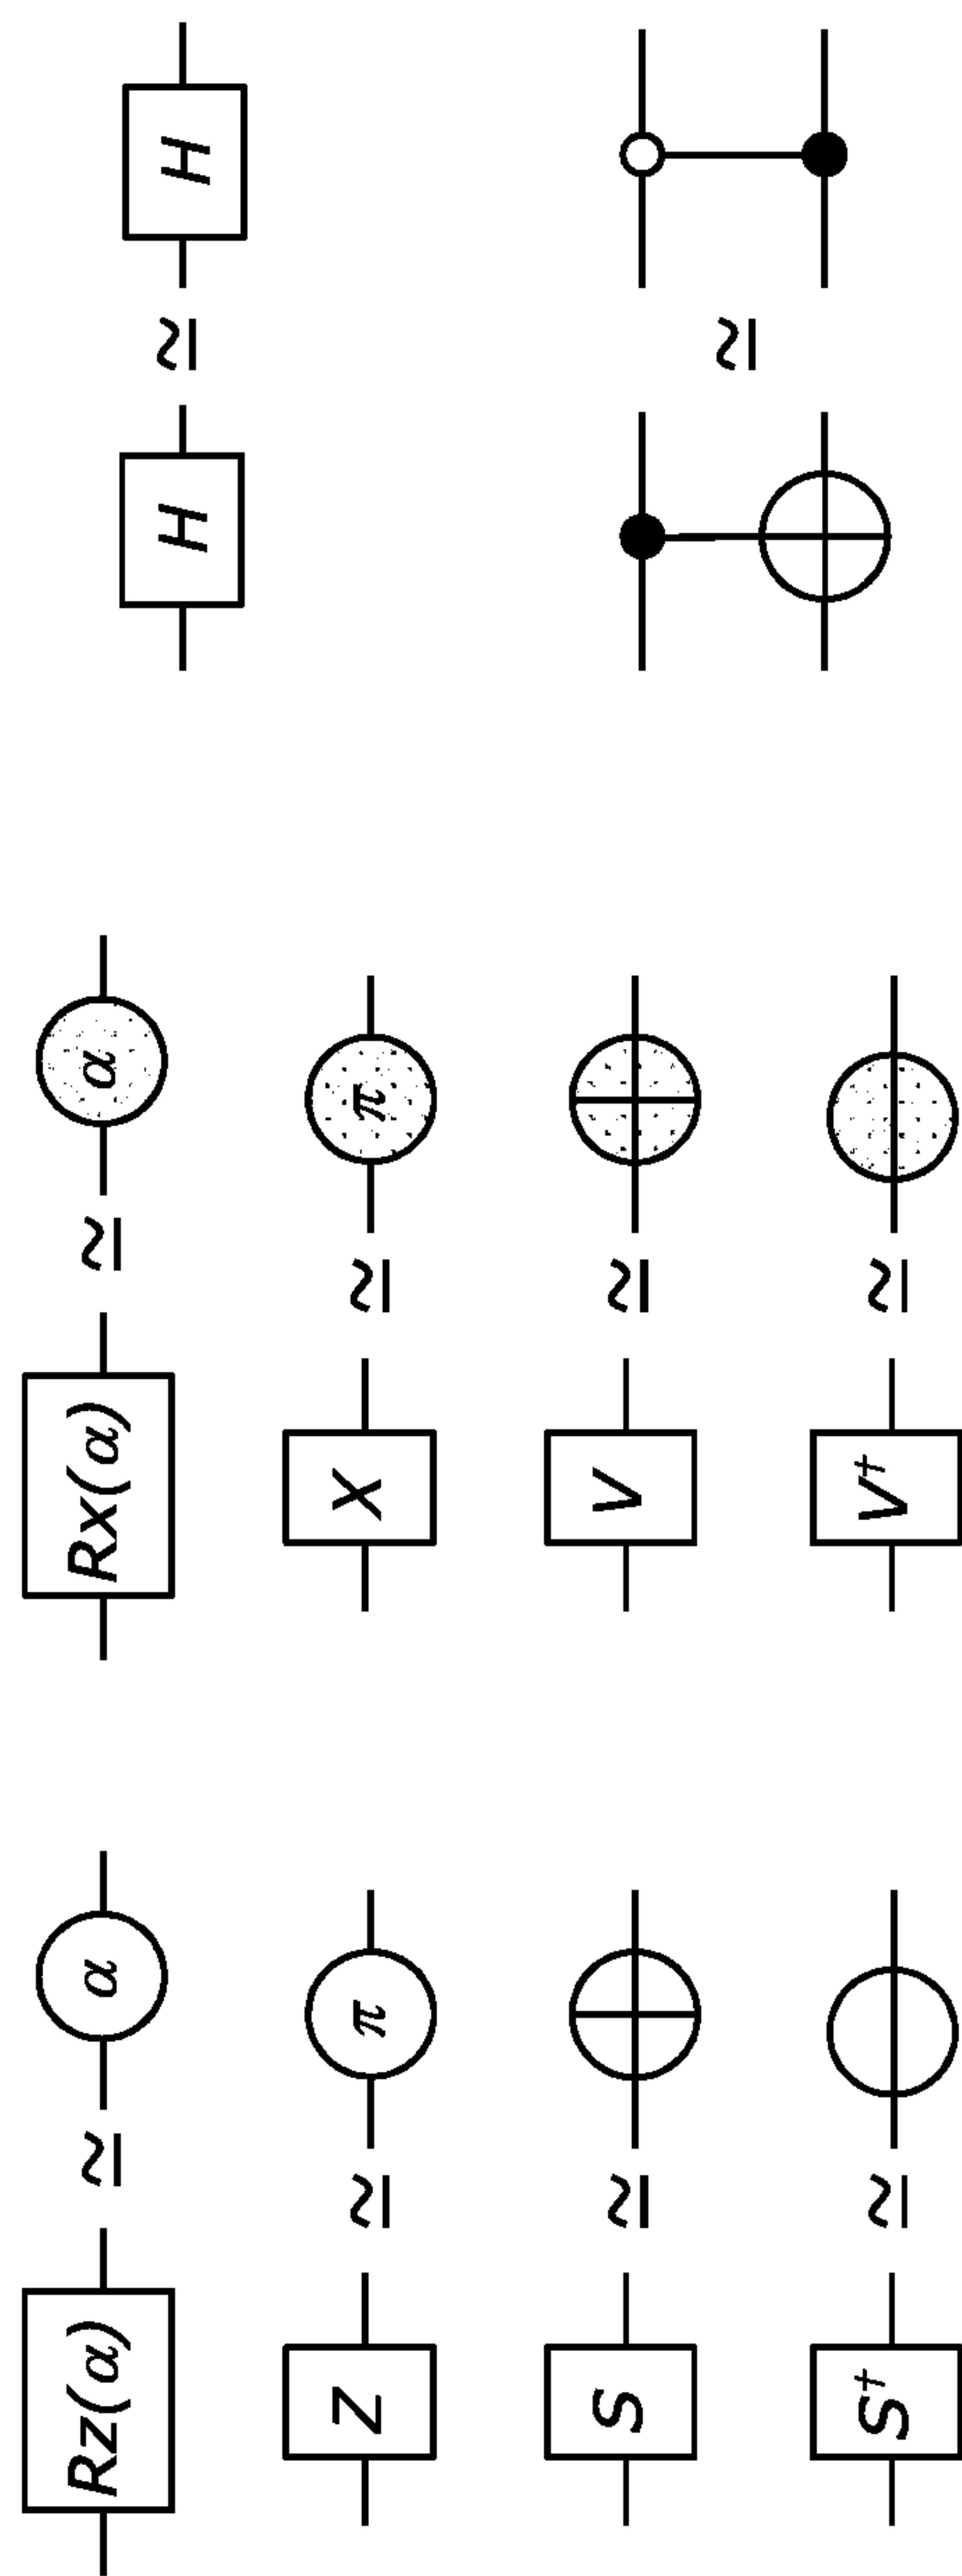 Rz(α) ≃ α
Z ≃ π
S ≃
S† ≃
Rx(α) ≃ α
X ≃ π
V ≃
V† ≃
H ≃ H
≃